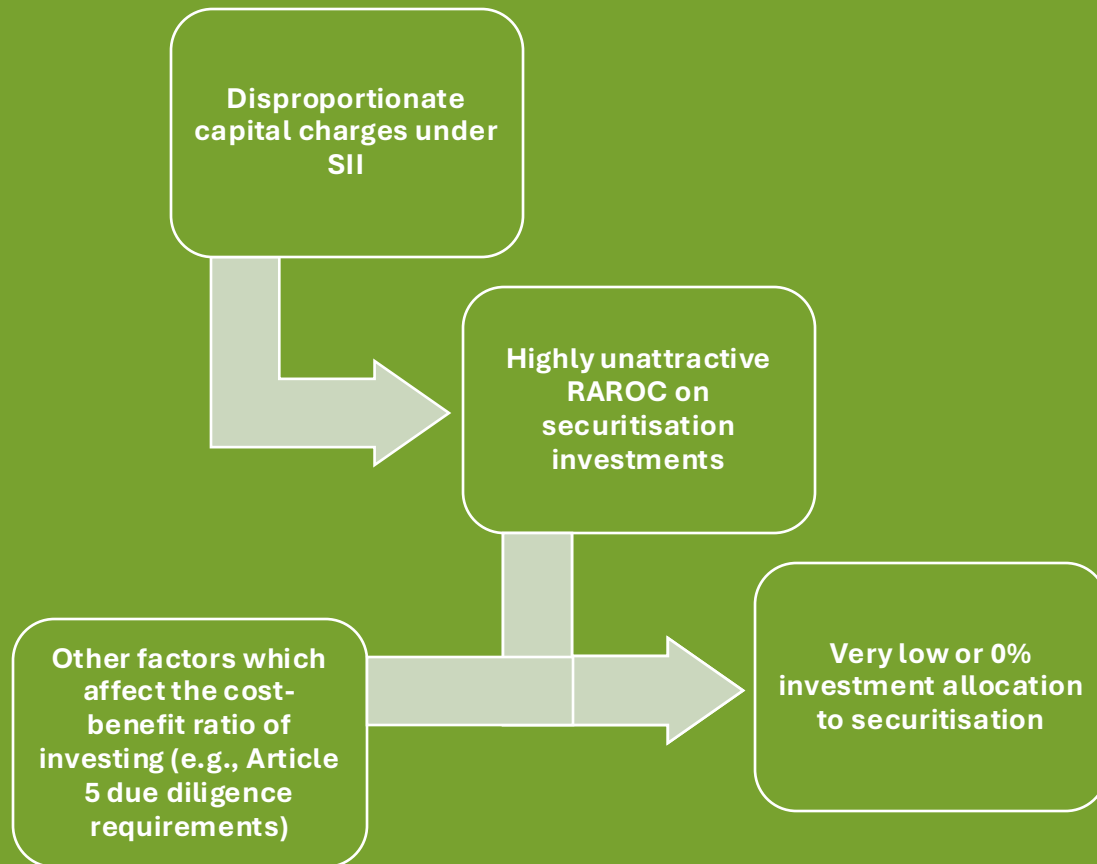 Disproportionate
capital charges under
SII
Highly unattractive
RAROC on
securitisation
investments
Other factors which
affect the cost-
benefit ratio of
investing (e.g., Article
5 due diligence
requirements)
Very low or 0%
investment allocation
to securitisation